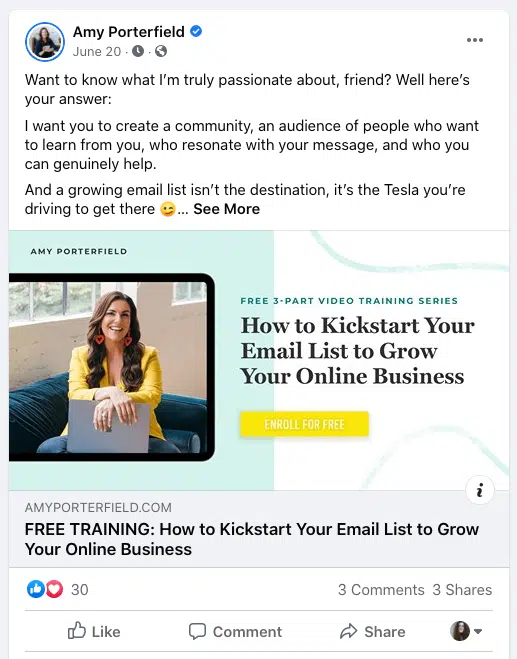 Amy Porterfield
June 20 · ·
Want to know what I'm truly passionate about, friend? Well here's
your answer:
I want you to create a community, an audience of people who want
to learn from you, who resonate with your message, and who you
can genuinely help.
And a growing email list isn't the destination, it's the Tesla you're
driving to get there 😉... See More
AMY PORTERFIELD
FREE 3-PART VIDEO TRAINING SERIES
How to Kickstart Your
Email List to Grow
Your Online Business
ENROLL FOR FREE
i
AMYPORTERFIELD.COM
FREE TRAINING: How to Kickstart Your Email List to Grow
Your Online Business
30 3 Comments 3 Shares
Like Comment Share